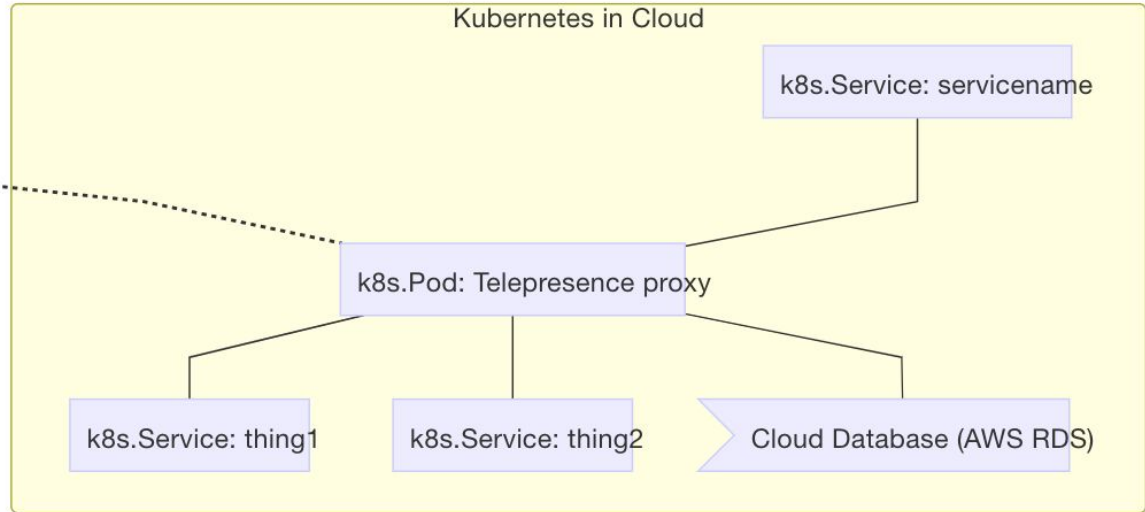 Kubernetes in Cloud
k8s.Service: servicename
k8s.Pod: Telepresence proxy
k8s.Service: thing1
k8s.Service: thing2
Cloud Database (AWS RDS)